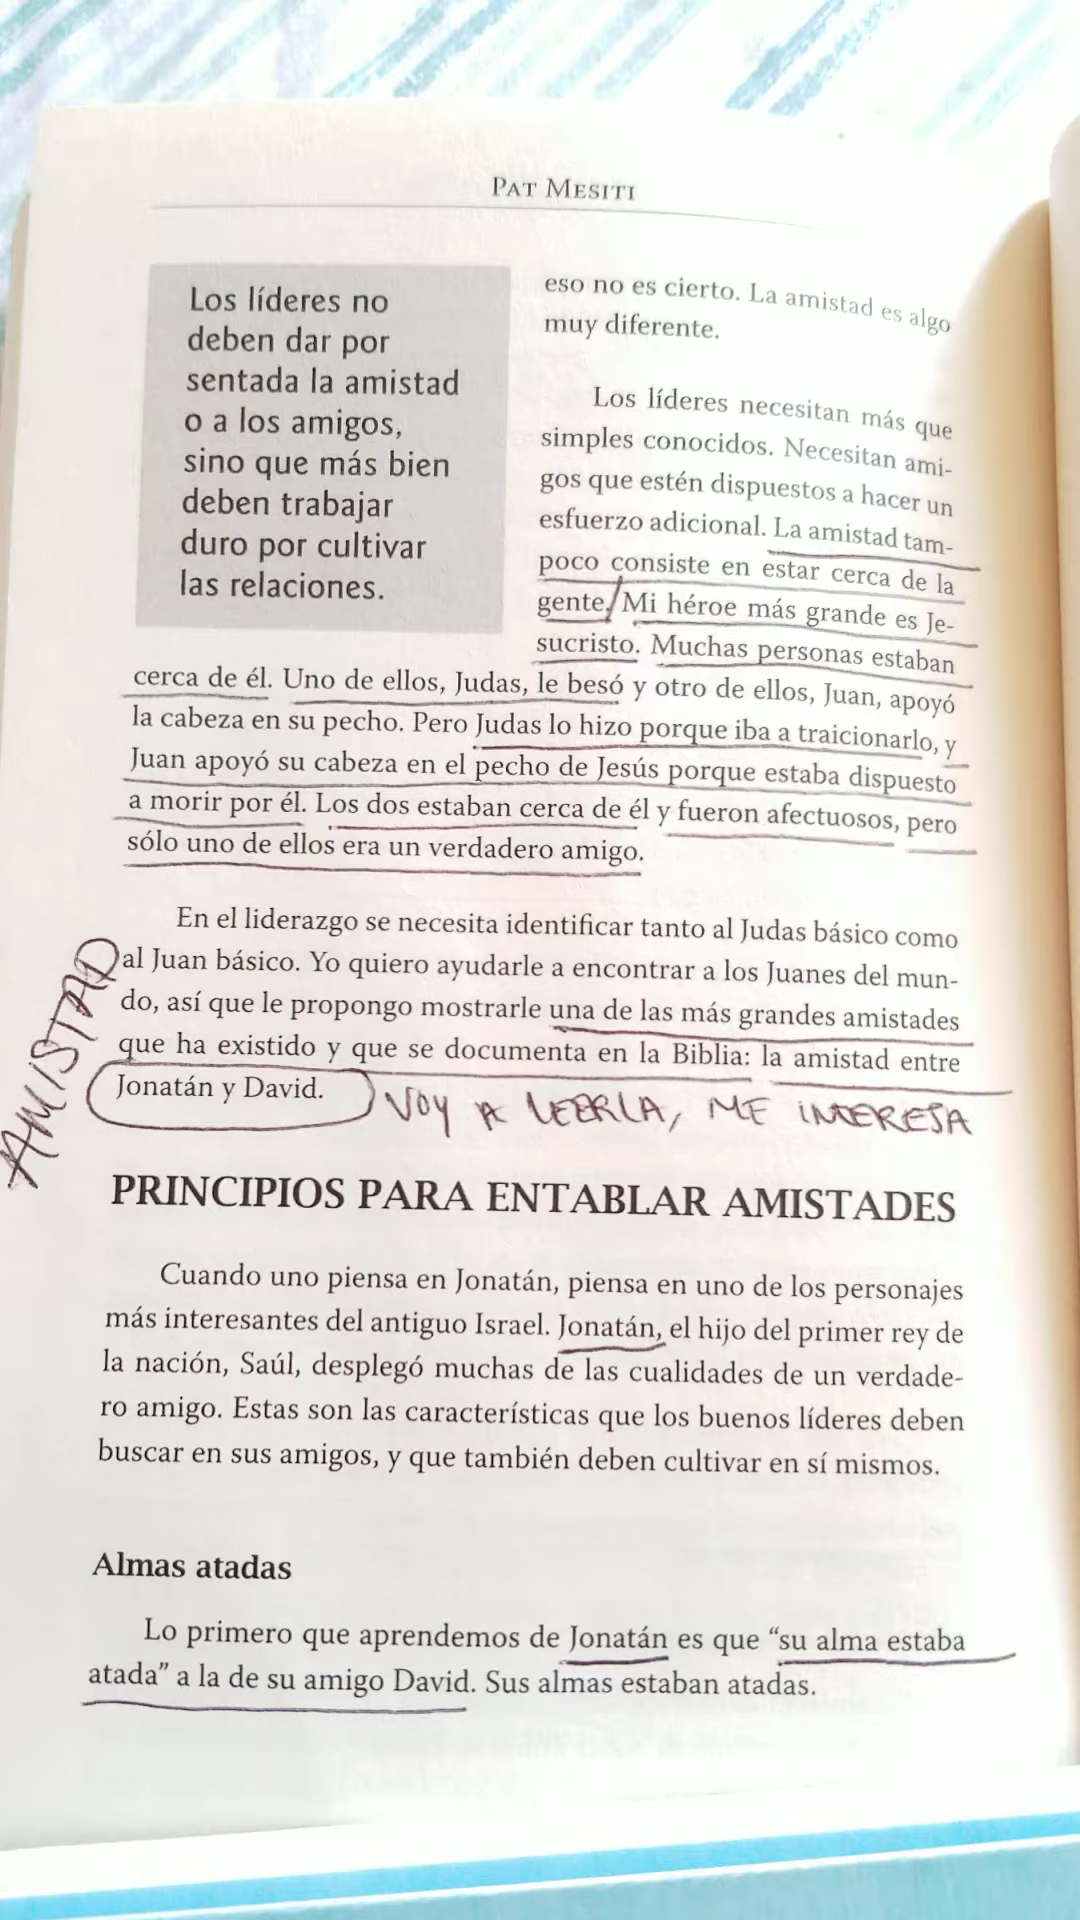 PAT MESITI
Los líderes no
deben dar por
sentada la amistad
o a los amigos,
sino que más bien
deben trabajar
duro por cultivar
las relaciones.
eso no es cierto. La amistad es algo
muy diferente.
Los líderes necesitan más que
simples conocidos. Necesitan ami-
gos que estén dispuestos a hacer un
esfuerzo adicional. La amistad tam-
poco consiste en estar cerca de la
gente. Mi héroe más grande es Je-
sucristo. Muchas personas estaban
cerca de él. Uno de ellos, Judas, le besó y otro de ellos, Juan, apoyó
la cabeza en su pecho. Pero Judas lo hizo porque iba a traicionarlo, y
Juan apoyó su cabeza en el pecho de Jesús porque estaba dispuesto
a morir por él. Los dos estaban cerca de él y fueron afectuosos, pero
sólo uno de ellos era un verdadero amigo.
En el liderazgo se necesita identificar tanto al Judas básico como
al Juan básico. Yo quiero ayudarle a encontrar a los Juanes del mun-
do, así que le propongo mostrarle una de las más grandes amistades
que ha existido y que se documenta en la Biblia: la amistad entre
Jonatán y David.
VOY A LEERLA, ME INTERESA
AMISTAD
PRINCIPIOS PARA ENTABLAR AMISTADES
Cuando uno piensa en Jonatán, piensa en uno de los personajes
más interesantes del antiguo Israel. Jonatán, el hijo del primer rey de
la nación, Saúl, desplegó muchas de las cualidades de un verdade-
ro amigo. Estas son las características que los buenos líderes deben
buscar en sus amigos, y que también deben cultivar en sí mismos.
Almas atadas
Lo primero que aprendemos de Jonatán es que “su alma estaba
atada” a la de su amigo David. Sus almas estaban atadas.